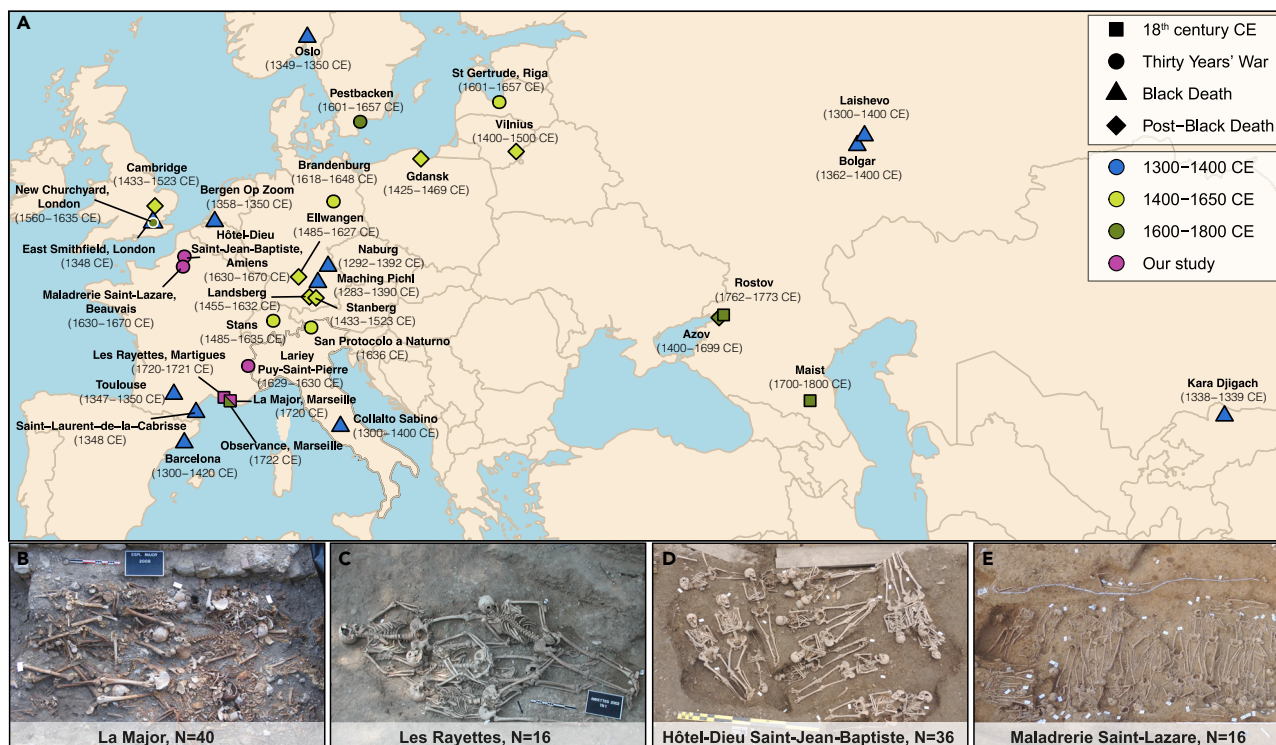 A
Oslo
(1349–1350 CE)
St Gertrude, Riga
(1601–1657 CE)
Pestbacken
(1601–1657 CE)
Vilnius
(1400–1500 CE)
Laishevo
(1300–1400 CE)
Bolgar
(1362–1400 CE)
Cambridge
(1433–1523 CE)
New Churchyard,
London
(1560–1635 CE)
East Smithfield, London
(1348 CE)
Bergen Op Zoom
(1358–1350 CE)
Brandenburg
(1618–1648 CE)
Gdansk
(1425–1469 CE)
Ellwangen
(1485–1627 CE)
Hôtel-Dieu
Saint-Jean-Baptiste,
Amiens
(1630–1670 CE)
Naburg
(1292–1392 CE)
Maching Pichl
(1283–1390 CE)
Maladrerie Saint-Lazare,
Beauvais
(1630–1670 CE)
Landsberg
(1455–1632 CE)
Stanberg
(1433–1523 CE)
Stans
(1485–1635 CE)
San Protocolo a Naturno
(1636 CE)
Les Rayettes, Martigues
(1720-1721 CE)
Lariey
Puy-Saint-Pierre
(1629–1630 CE)
Toulouse
(1347–1350 CE)
La Major, Marseille
(1720 CE)
Saint–Laurent–de–la–Cabrisse
(1348 CE)
Collalto Sabino
(1300–1400 CE)
Observance, Marseille
(1722 CE)
Barcelona
(1300–1420 CE)
Rostov
(1762–1773 CE)
Azov
(1400–1699 CE)
Maist
(1700-1800 CE)
Kara Djigach
(1338–1339 CE)
18th century CE
Thirty Years' War
Black Death
Post–Black Death
1300–1400 CE
1400–1650 CE
1600–1800 CE
Our study
B
ESPL. MAJOR
2008
La Major, N=40
C
Les Rayettes, N=16
D
Hôtel-Dieu Saint-Jean-Baptiste, N=36
E
Maladrerie Saint-Lazare, N=16